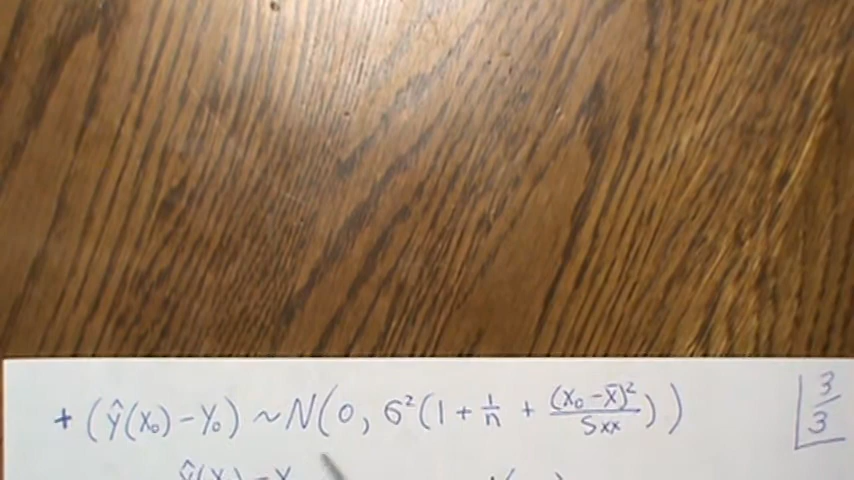 + (ŷ(x₀) - y₀) ~ N(0, σ²(1 + 1/n + (x₀ - x̄)²/Sxx))
3/3